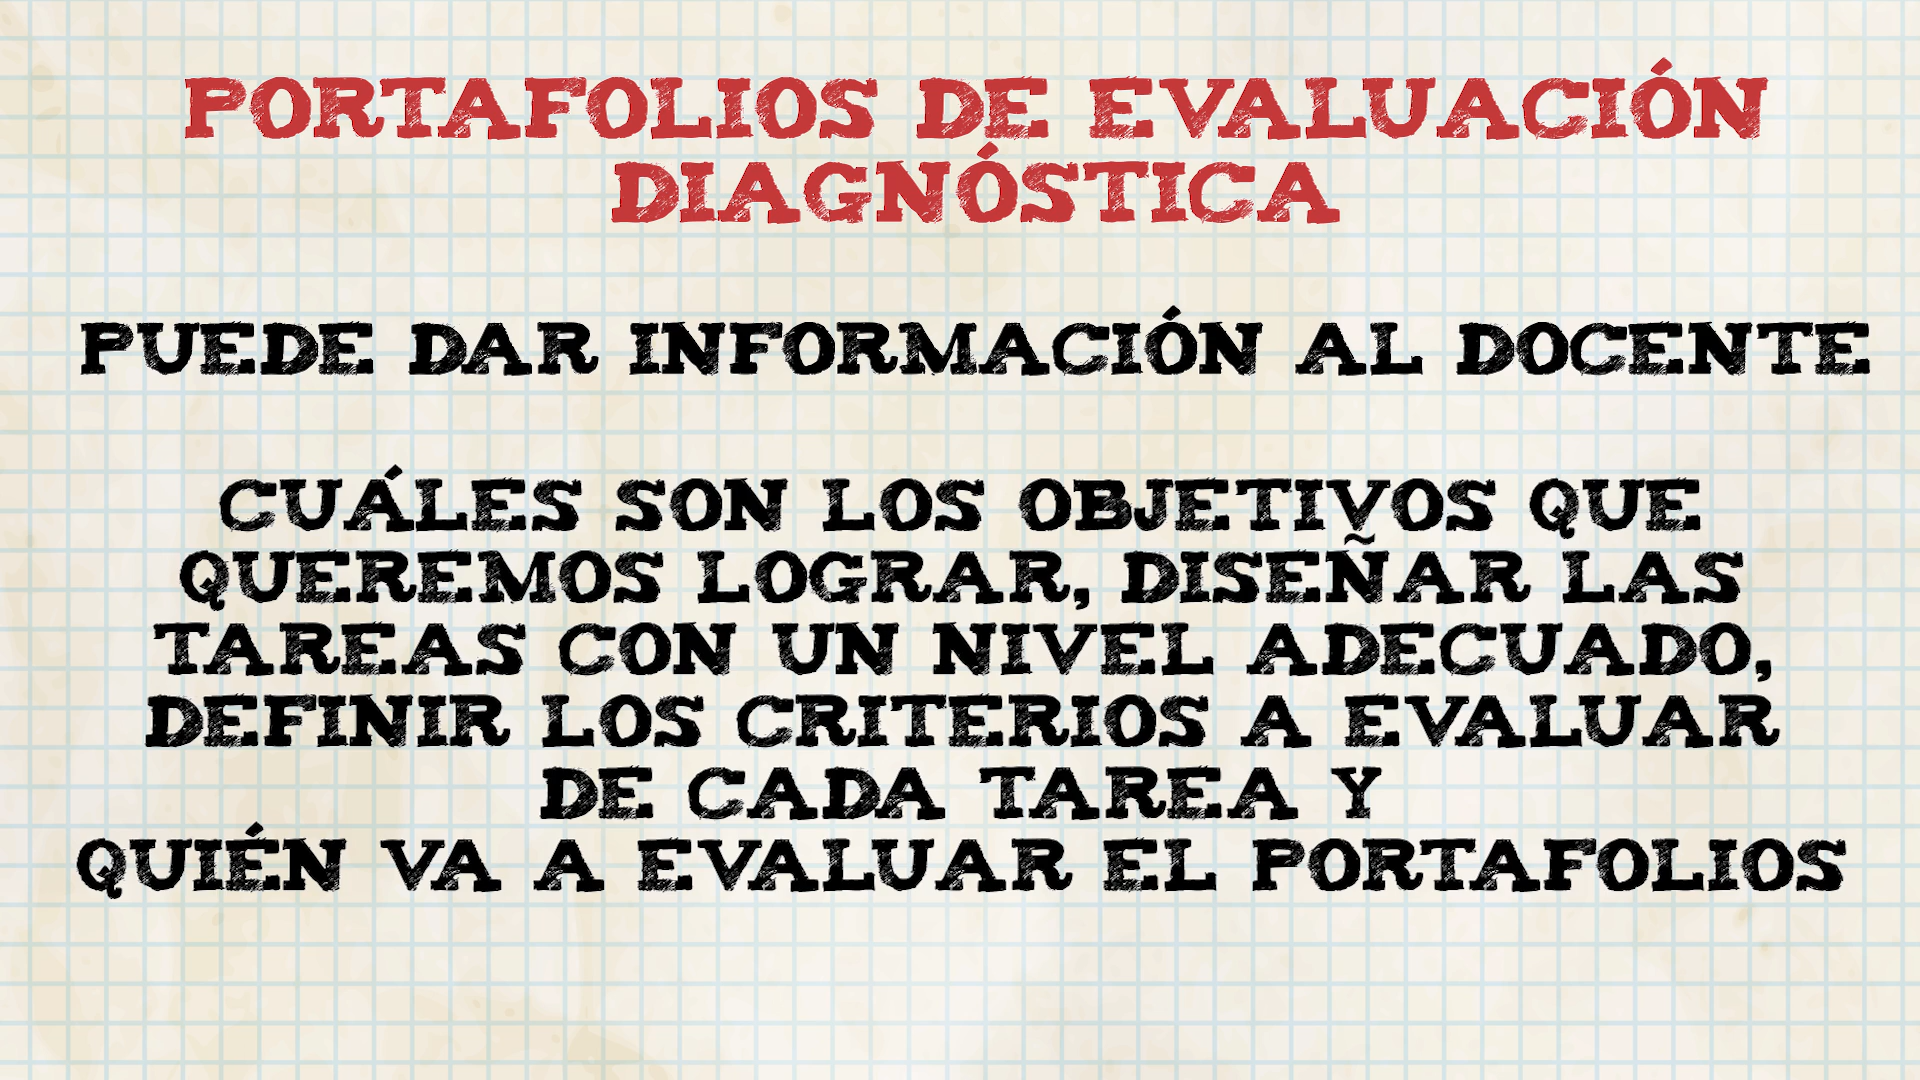 PORTAFOLIOS DE EVALUACIÓN
DIAGNÓSTICA
PUEDE DAR INFORMACIÓN AL DOCENTE
CUÁLES SON LOS OBJETIVOS QUE
QUEREMOS LOGRAR, DISEÑAR LAS
TAREAS CON UN NIVEL ADECUADO,
DEFINIR LOS CRITERIOS A EVALUAR
DE CADA TAREA Y
QUIÉN VA A EVALUAR EL PORTAFOLIOS